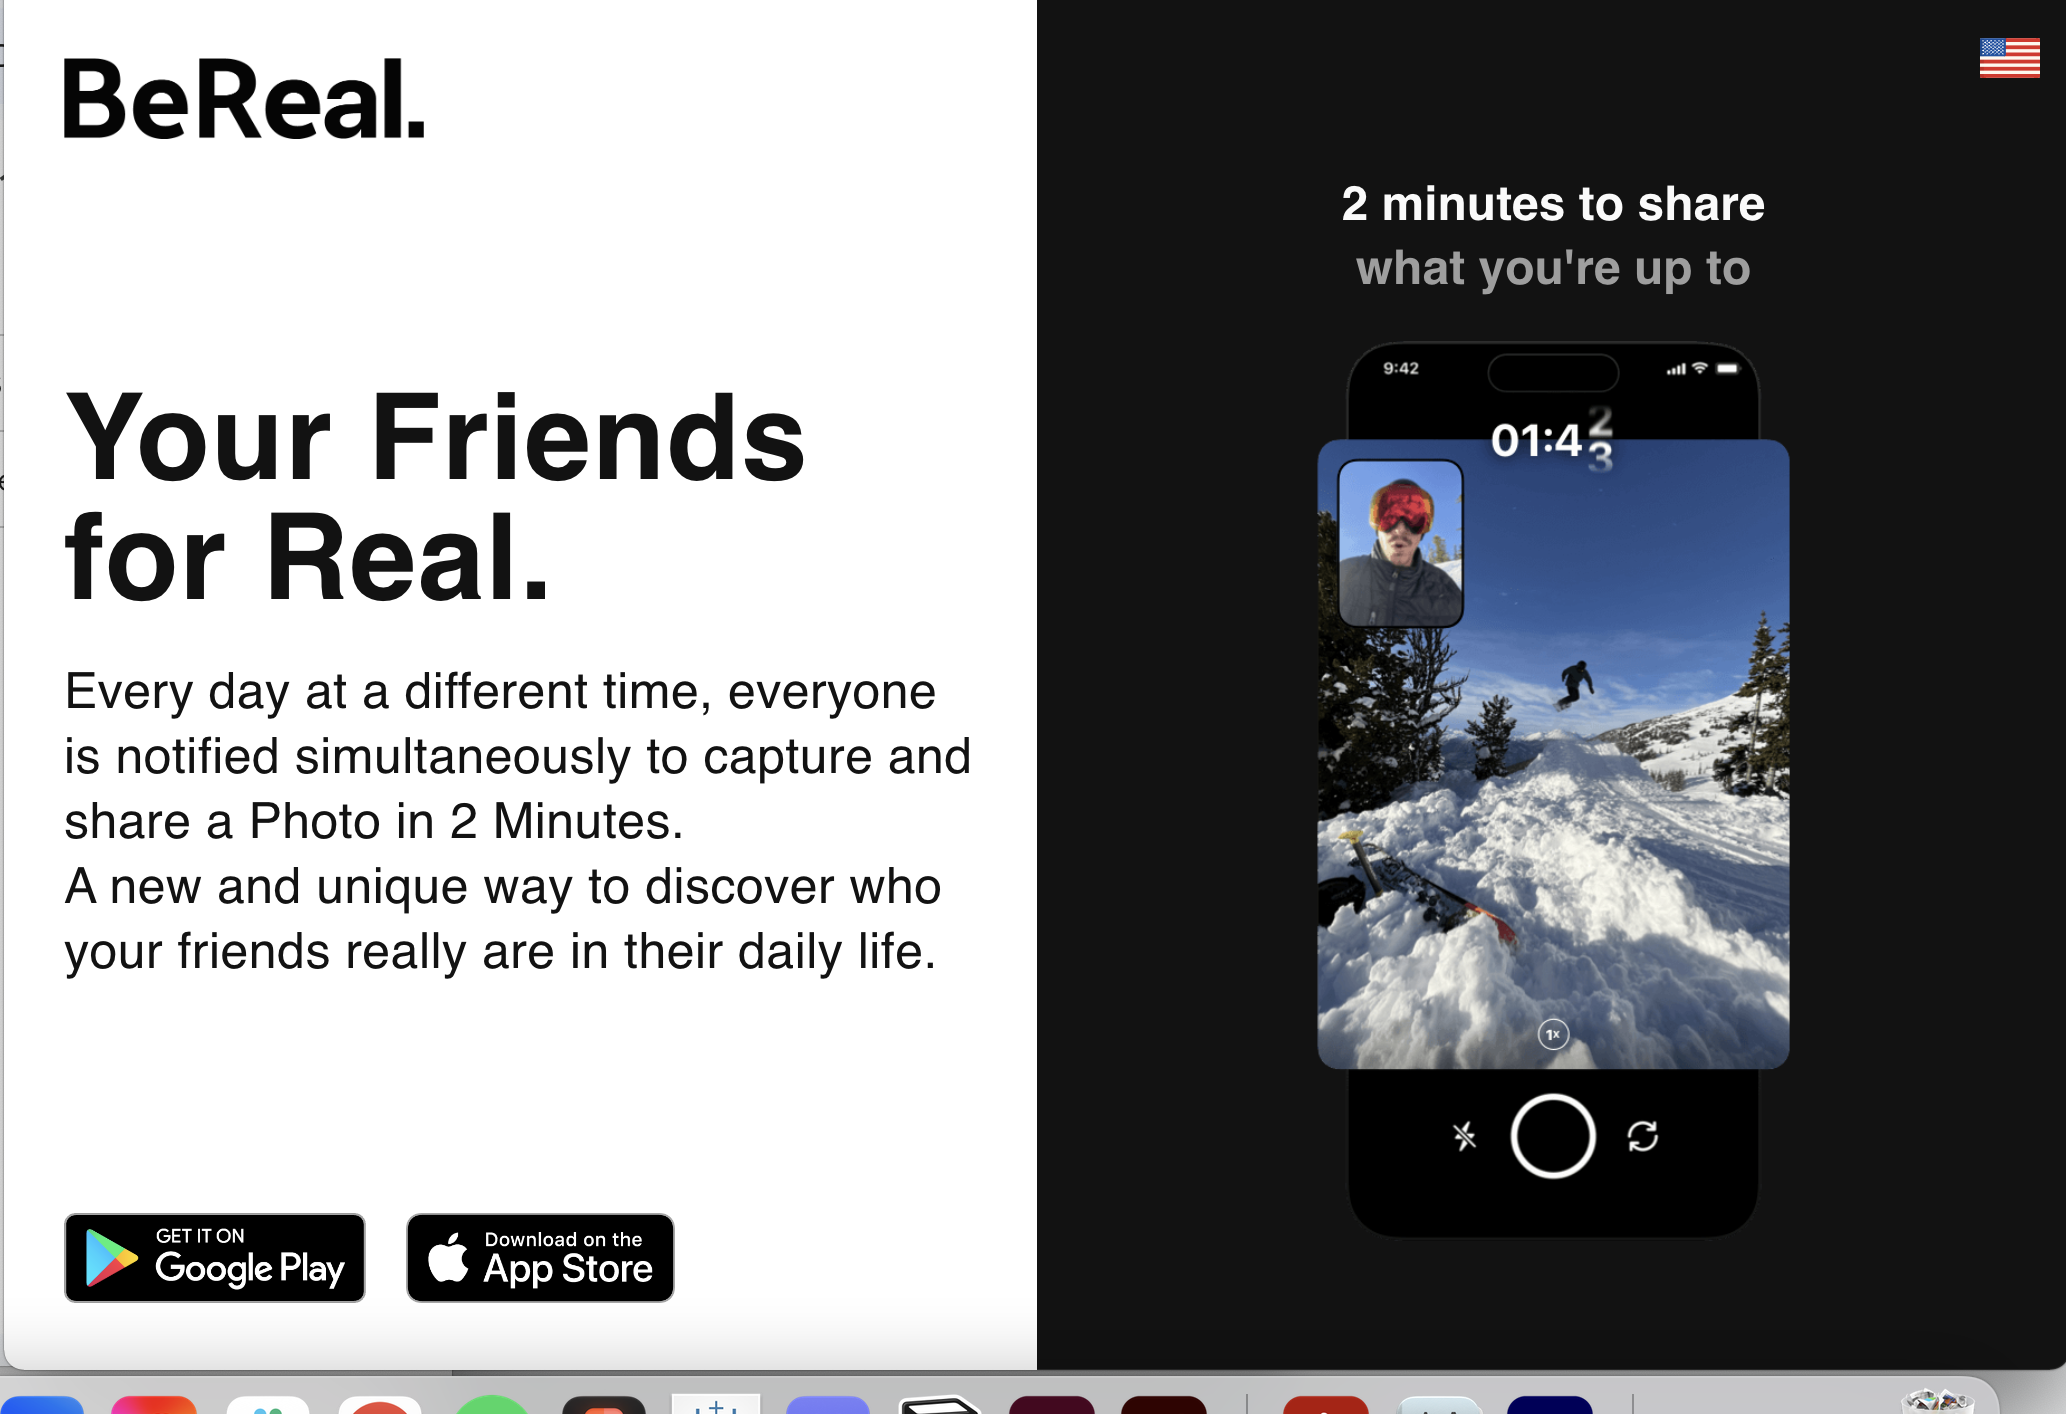 BeReal.
Your Friends
for Real.
Every day at a different time, everyone
is notified simultaneously to capture and
share a Photo in 2 Minutes.
A new and unique way to discover who
your friends really are in their daily life.
GET IT ON
Google Play
Download on the
App Store
2 minutes to share
what you're up to
9:42
01:4
2
3
1x